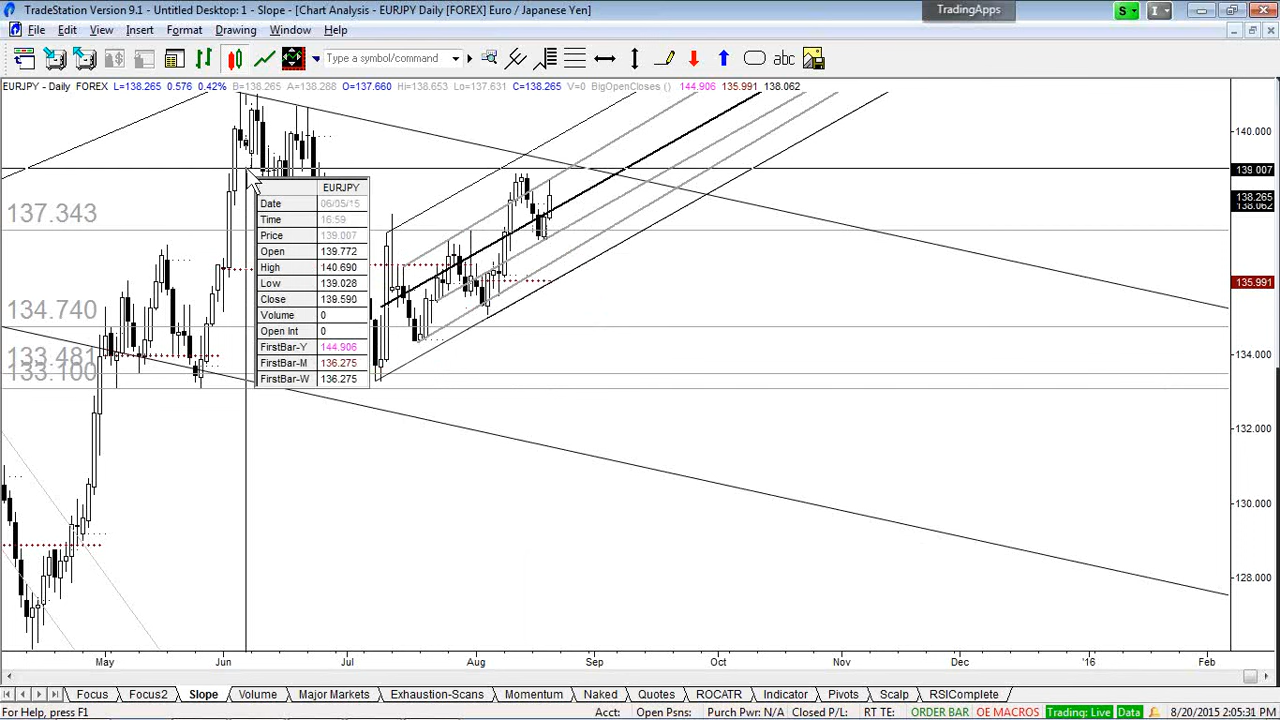 TradeStation Version 9.1 - Untitled Desktop: 1 - Slope - [Chart Analysis - EURJPY Daily [FOREX] Euro / Japanese Yen]
TradingApps
S
I
File Edit View Insert Format Drawing Window Help
Type a symbol/command
abc
EURJPY - Daily FOREX L=138.265 0.576 0.42% B=138.265 A=138.288 O=137.660 Hi=138.653 Lo=137.631 C=138.265 V=0 BigOpenCloses () 144.906 135.991 138.062
140.000
139.007
138.265
138.062
135.991
134.000
132.000
130.000
128.000
137.343
134.740
133.481
133.100
EURJPY
Date 06/05/15
Time 16:59
Price 139.007
Open 139.772
High 140.690
Low 139.028
Close 139.590
Volume 0
Open Int 0
FirstBar-Y 144.906
FirstBar-M 136.275
FirstBar-W 136.275
May Jun Jul Aug Sep Oct Nov Dec '16 Feb
Focus Focus2 Slope Volume Major Markets Exhaustion-Scans Momentum Naked Quotes ROCATR Indicator Pivots Scalp RSIComplete
For Help, press F1
Acct: Open Psns: Purch Pwr: N/A Closed P/L: RT TE: ORDER BAR OE MACROS Trading: Live Data 8/20/2015 2:05:31 PM